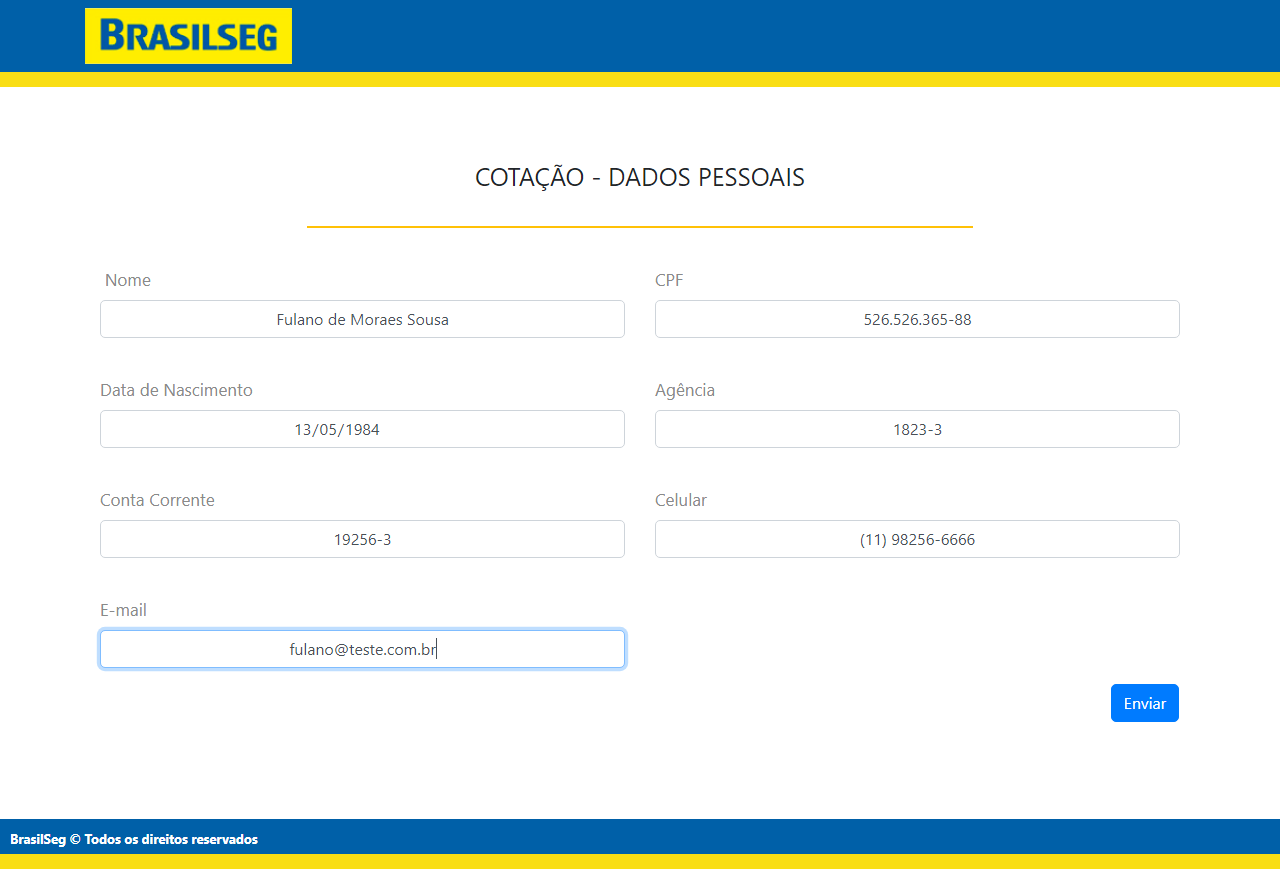 BRASILSEG
COTAÇÃO - DADOS PESSOAIS
Nome
CPF
Fulano de Moraes Sousa
526.526.365-88
Data de Nascimento
Agência
13/05/1984
1823-3
Conta Corrente
Celular
19256-3
(11) 98256-6666
E-mail
fulano@teste.com.br
Enviar
BrasilSeg © Todos os direitos reservados